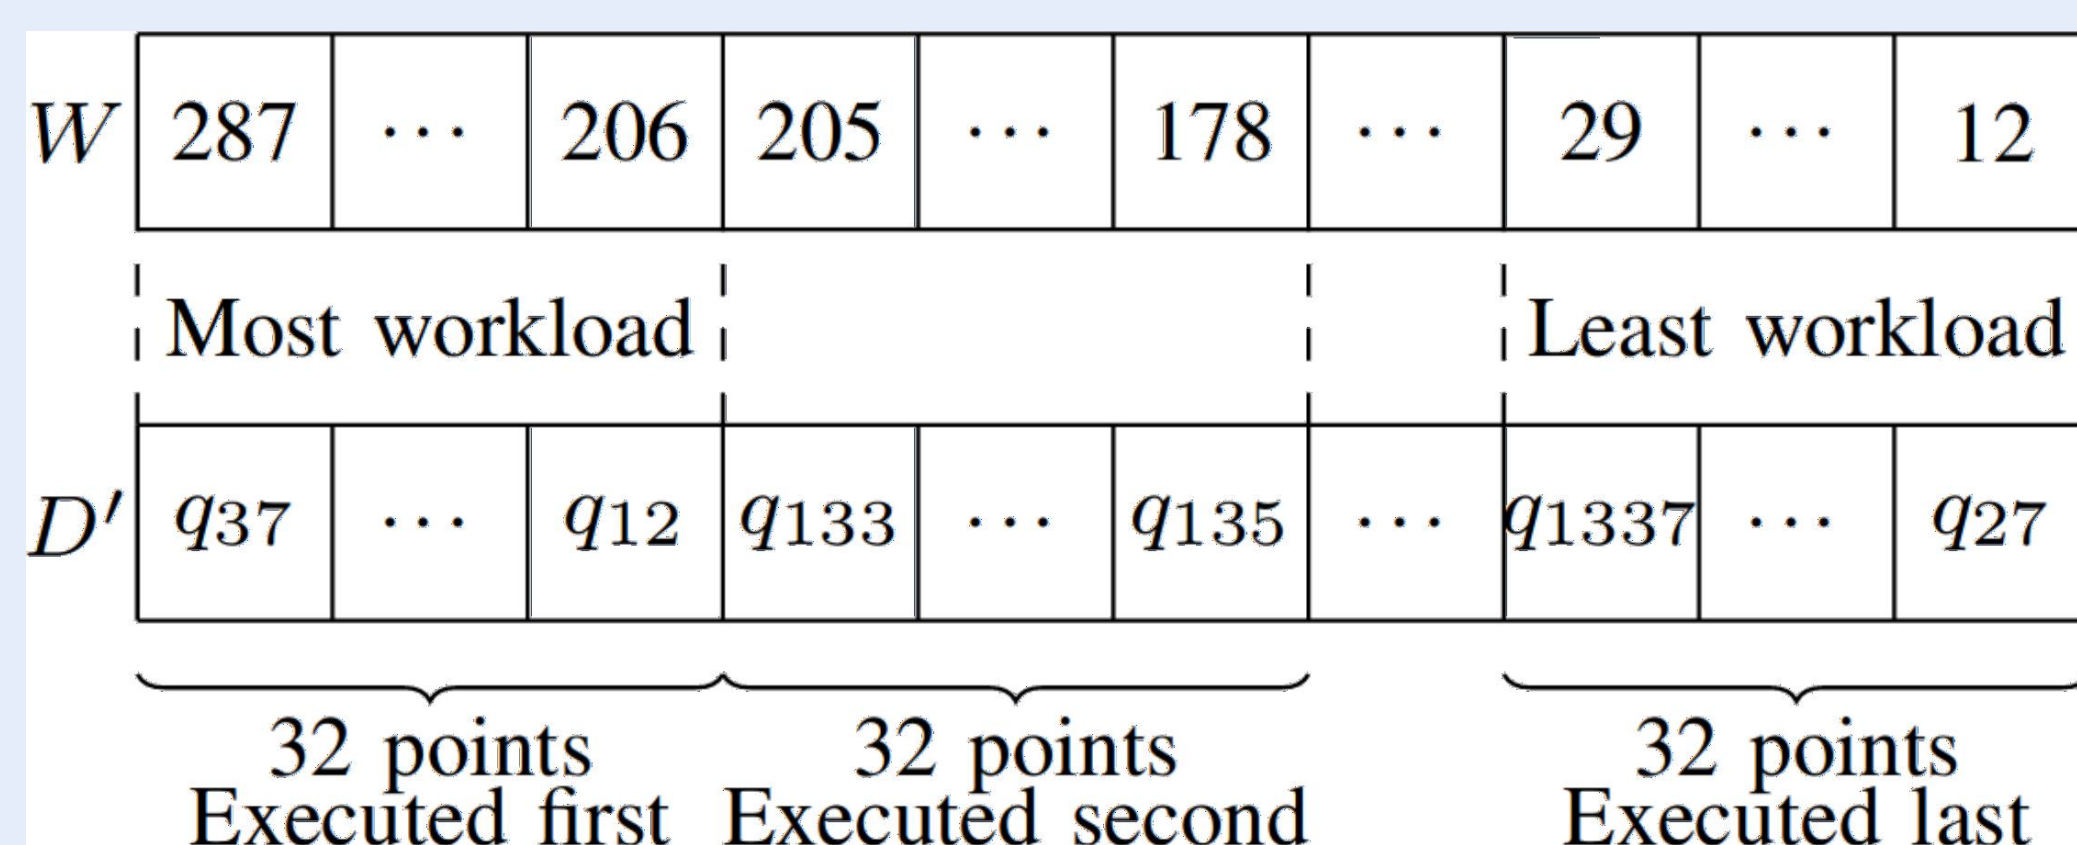 W 287 ··· 206 205 ··· 178 ··· 29 ··· 12
Most workload Least workload
D′ q37 ··· q12 q133 ··· q135 ··· q1337 ··· q27
32 points 32 points 32 points
Executed first Executed second Executed last